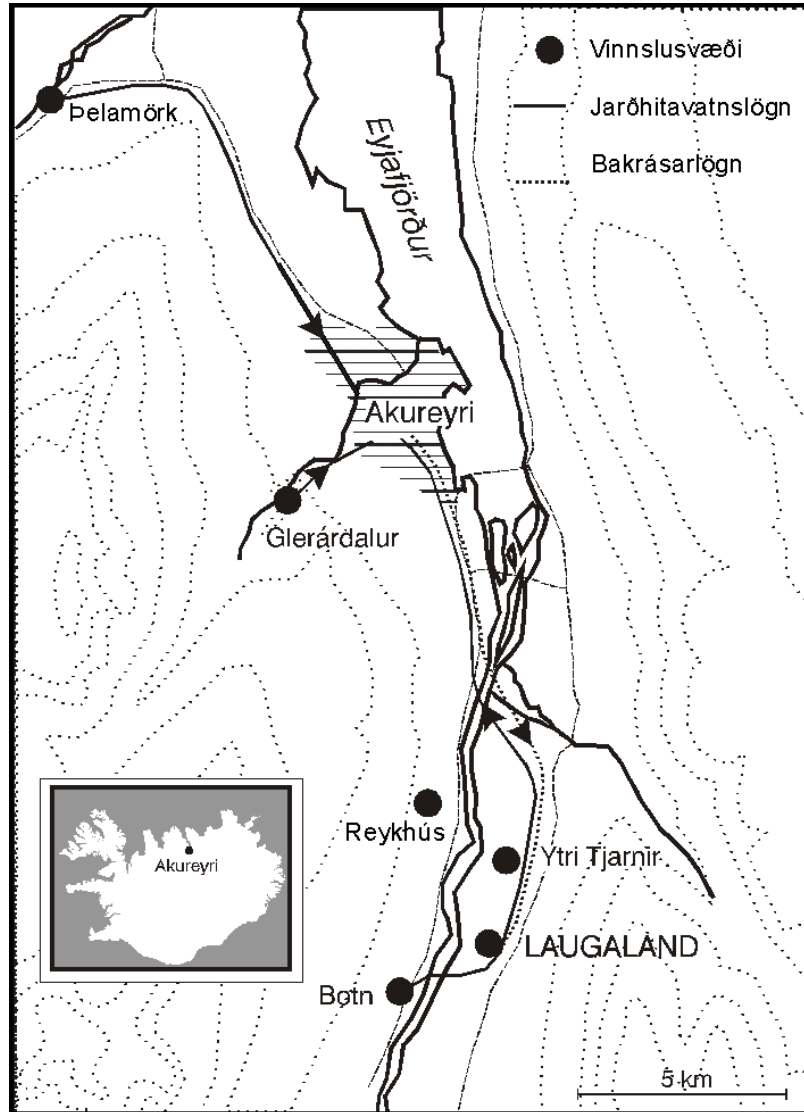 Vinnslusvæði
Jarðhitavatnslögn
Bakrásarlögn
Þelamörk
Eyjafjörður
Akureyri
Glerárdalur
Reykhús
Ytri Tjarnir
LAUGALAND
Botn
Akureyri
5 km